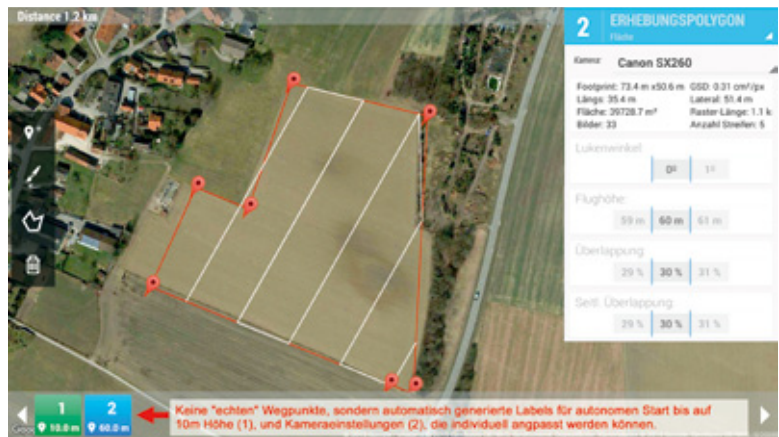 Distance 1.2 km
2 ERHEBUNGSPOLYGON
Fläche
Kamera: Canon SX260
Footprint: 73.4 m x50.6 m GSD: 0.31 cm²/px
Längs: 35.4 m Lateral: 51.4 m
Fläche: 39728.7 m² Raster-Länge: 1.1 k
Bilder: 33 Anzahl Streifen: 5
Lukenwinkel
0º 1º
Flughöhe:
59 m 60 m 61 m
Überlappung
29 % 30 % 31 %
Seitl. Überlappung:
29 % 30 % 31 %
1 2
10.0 m 60.0 m
Keine "echten" Wegpunkte, sondern automatisch generierte Labels für autonomen Start bis auf
10m Höhe (1), und Kameraeinstellungen (2), die individuell angpasst werden können.